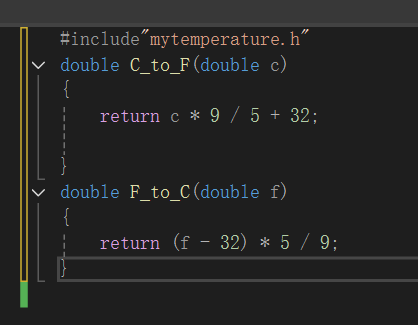 #include"mytemperature.h"
double C_to_F(double c)
{
return c * 9 / 5 + 32;
}
double F_to_C(double f)
{
return (f - 32) * 5 / 9;
}